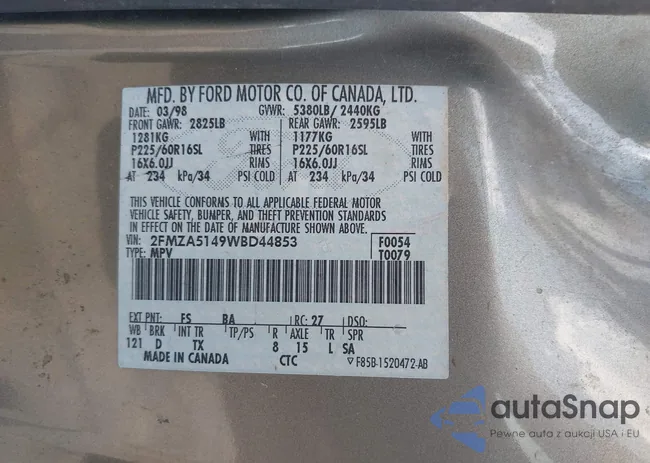 MFD. BY FORD MOTOR CO. OF CANADA, LTD.
DATE: 03/98 GVWR: 5380LB/ 2440KG
FRONT GAWR: 2825LB REAR GAWR: 2595LB
1281KG WITH 1177KG WITH
P225/60R16SL TIRES P225/60R16SL TIRES
16X6.0JJ RIMS 16X6.0JJ RIMS
AT 234 kPa/34 PSI COLD AT 234 kPa/34 PSI COLD
THIS VEHICLE CONFORMS TO ALL APPLICABLE FEDERAL MOTOR
VEHICLE SAFETY, BUMPER, AND THEFT PREVENTION STANDARDS
IN EFFECT ON THE DATE OF MANUFACTURE SHOWN ABOVE.
VIN: 2FMZA5149WBD44853 F0054
TYPE: MPV T0079
EXT PNT: FS BA RC: 27 DSO:
WB BRK INT TR TP/PS R AXLE TR SPR
121 D TX 8 15 L SA
MADE IN CANADA CTC F85B-1520472-AB
autaSnap
Pewne auta z aukcji USA i EU